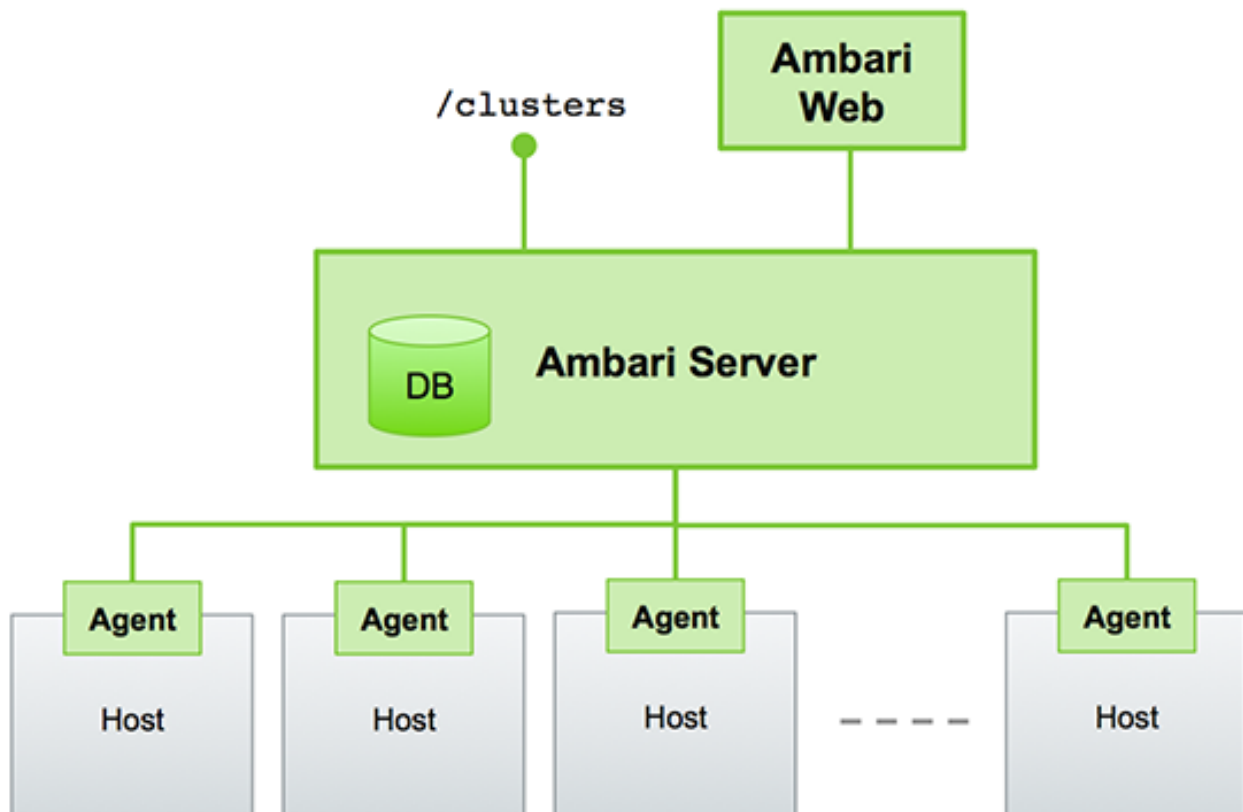 Ambari
Web
/clusters
DB
Ambari Server
Agent
Agent
Agent
Agent
Host
Host
Host
Host